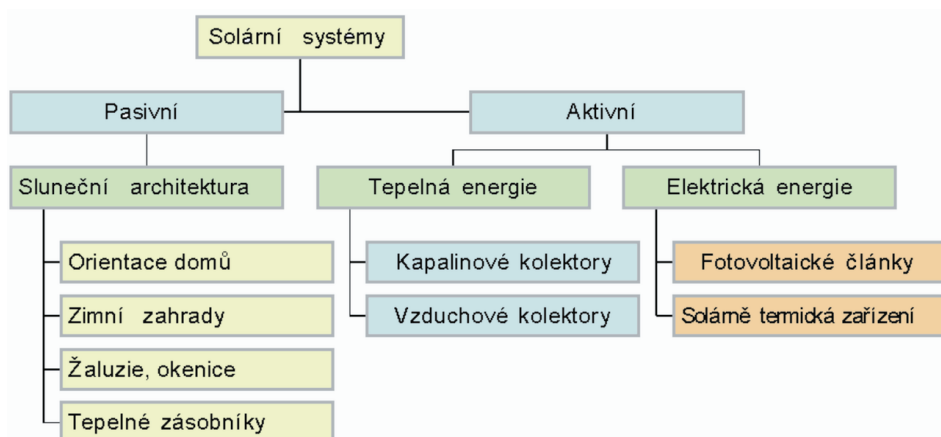 Solární systémy
Pasivní
Aktivní
Sluneční architektura
Tepelná energie
Elektrická energie
Orientace domů
Kapalinové kolektory
Fotovoltaické články
Zimní zahrady
Vzduchové kolektory
Solárně termická zařízení
Žaluzie, okenice
Tepelné zásobníky